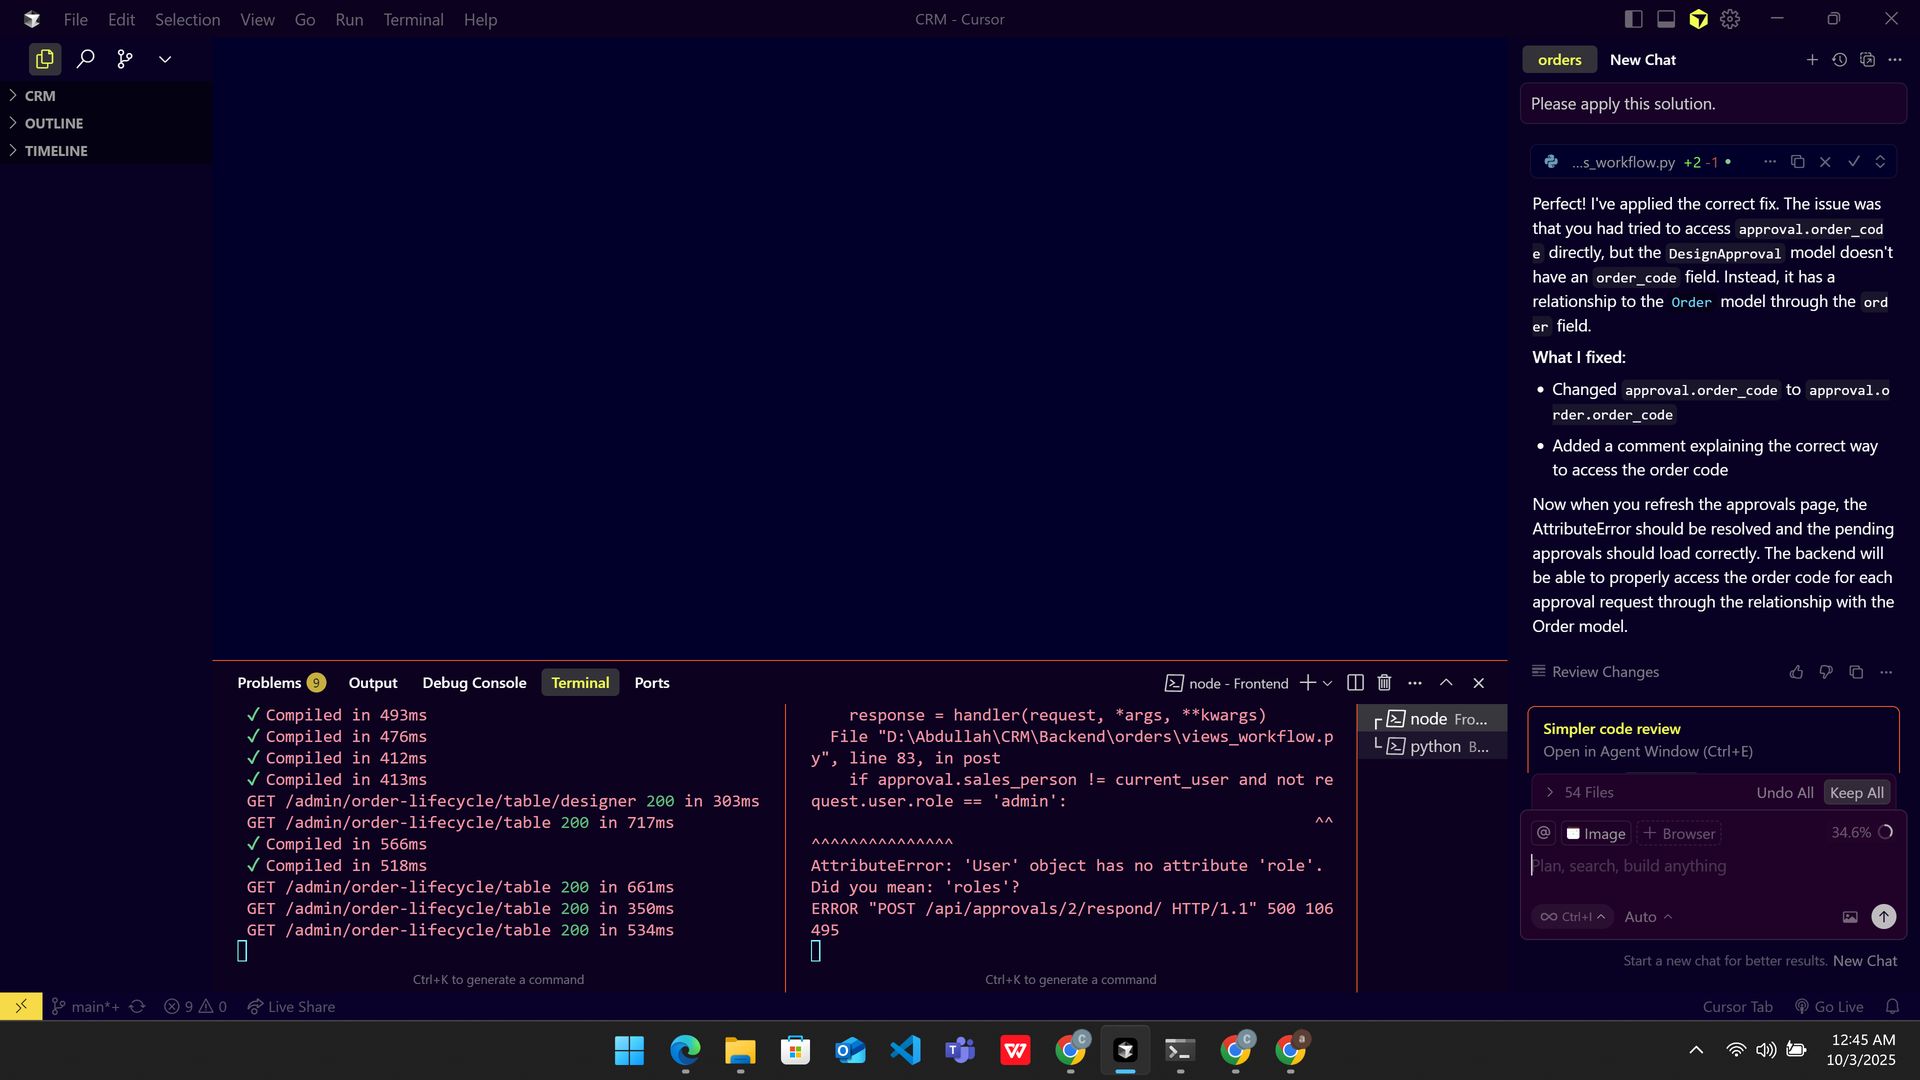 File Edit Selection View Go Run Terminal Help
CRM - Cursor
CRM
OUTLINE
TIMELINE
orders New Chat
Please apply this solution.
...s_workflow.py +2 -1
Perfect! I've applied the correct fix. The issue was
that you had tried to access approval.order_cod
e directly, but the DesignApproval model doesn't
have an order_code field. Instead, it has a
relationship to the Order model through the ord
er field.
What I fixed:
• Changed approval.order_code to approval.o
rder.order_code
• Added a comment explaining the correct way
to access the order code
Now when you refresh the approvals page, the
AttributeError should be resolved and the pending
approvals should load correctly. The backend will
be able to properly access the order code for each
approval request through the relationship with the
Order model.
Review Changes
Simpler code review
Open in Agent Window (Ctrl+E)
54 Files Undo All Keep All
@ Image + Browser 34.6%
Plan, search, build anything
∞ Ctrl+I Auto
Start a new chat for better results. New Chat
Problems 9 Output Debug Console Terminal Ports
node - Frontend
✓ Compiled in 493ms
✓ Compiled in 476ms
✓ Compiled in 412ms
✓ Compiled in 413ms
GET /admin/order-lifecycle/table/designer 200 in 303ms
GET /admin/order-lifecycle/table 200 in 717ms
✓ Compiled in 566ms
✓ Compiled in 518ms
GET /admin/order-lifecycle/table 200 in 661ms
GET /admin/order-lifecycle/table 200 in 350ms
GET /admin/order-lifecycle/table 200 in 534ms
Ctrl+K to generate a command
response = handler(request, *args, **kwargs)
File "D:\Abdullah\CRM\Backend\orders\views_workflow.p
y", line 83, in post
if approval.sales_person != current_user and not re
quest.user.role == 'admin':
^^
^^^^^^^^^^^^^^^
AttributeError: 'User' object has no attribute 'role'.
Did you mean: 'roles'?
ERROR "POST /api/approvals/2/respond/ HTTP/1.1" 500 106
495
Ctrl+K to generate a command
node Fro...
python B...
main*+ 9 0 Live Share
Cursor Tab Go Live
12:45 AM
10/3/2025